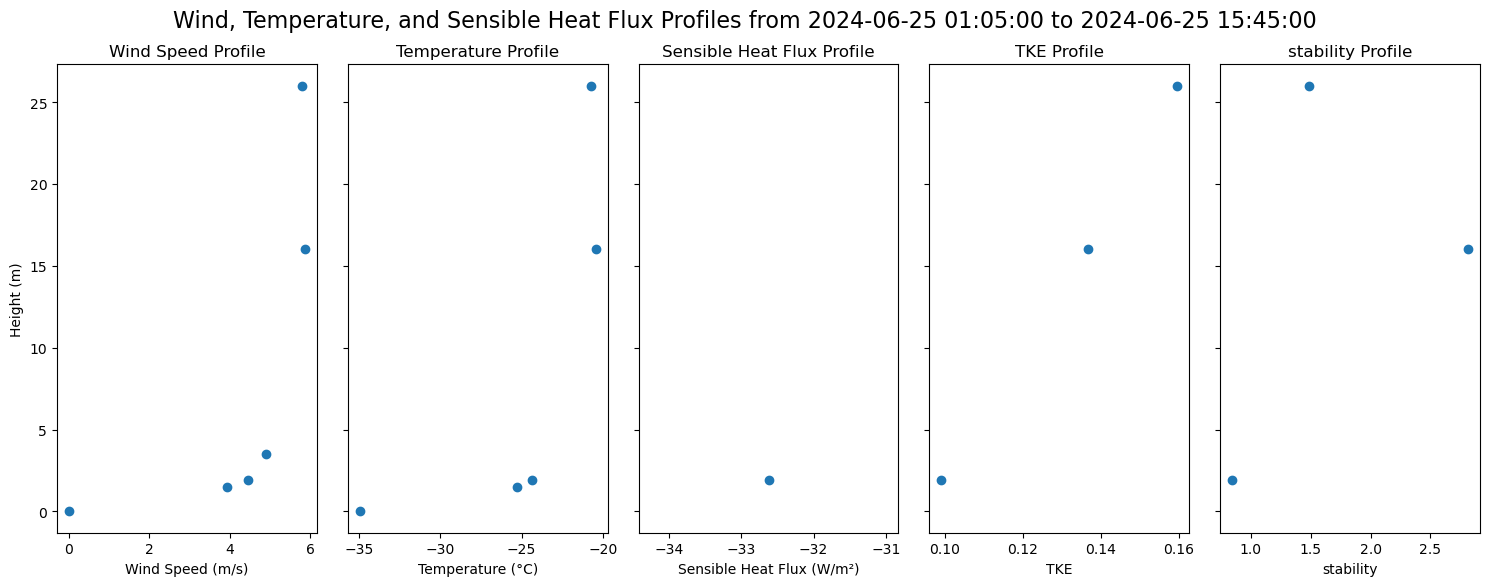 Wind, Temperature, and Sensible Heat Flux Profiles from 2024-06-25 01:05:00 to 2024-06-25 15:45:00
Wind Speed Profile
Temperature Profile
Sensible Heat Flux Profile
TKE Profile
stability Profile
Height (m)
25
20
15
10
5
0
0 2 4 6
−35 −30 −25 −20
−34 −33 −32 −31
0.10 0.12 0.14 0.16
1.0 1.5 2.0 2.5
Wind Speed (m/s)
Temperature (°C)
Sensible Heat Flux (W/m²)
TKE
stability